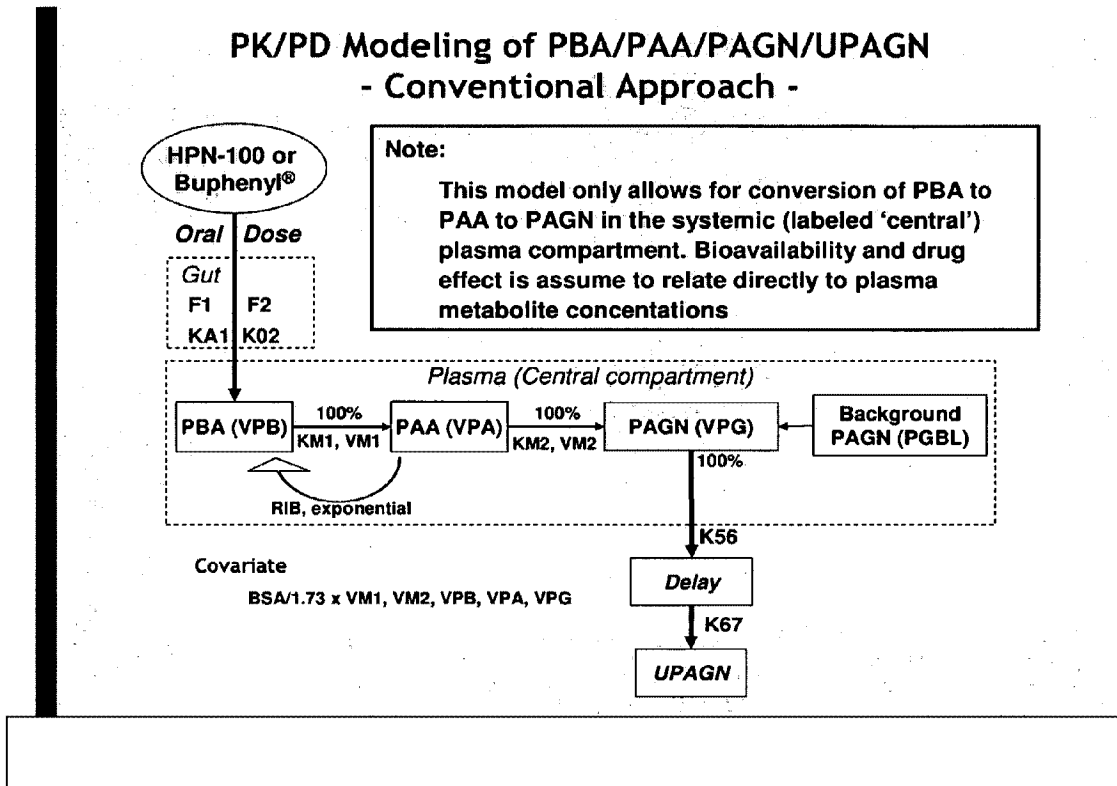 PK/PD Modeling of PBA/PAA/PAGN/UPAGN
- Conventional Approach -
HPN-100 or
Buphenyl®
Note:
This model only allows for conversion of PBA to
PAA to PAGN in the systemic (labeled ‘central’)
plasma compartment. Bioavailability and drug
effect is assume to relate directly to plasma
metabolite concentations
Oral Dose
Gut
F1 F2
KA1 K02
Plasma (Central compartment)
PBA (VPB)
100%
KM1, VM1
PAA (VPA)
100%
KM2, VM2
PAGN (VPG)
Background
PAGN (PGBL)
100%
RIB, exponential
K56
Covariate
BSA/1.73 x VM1, VM2, VPB, VPA, VPG
Delay
K67
UPAGN